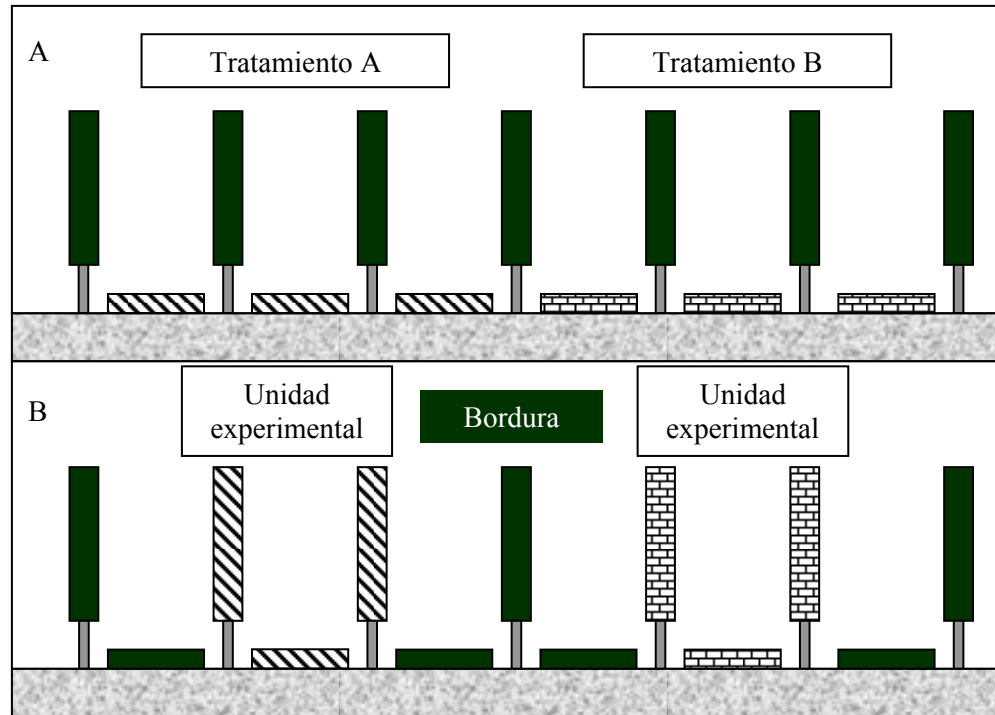 A
Tratamiento A
Tratamiento B
B
Unidad
experimental
Bordura
Unidad
experimental